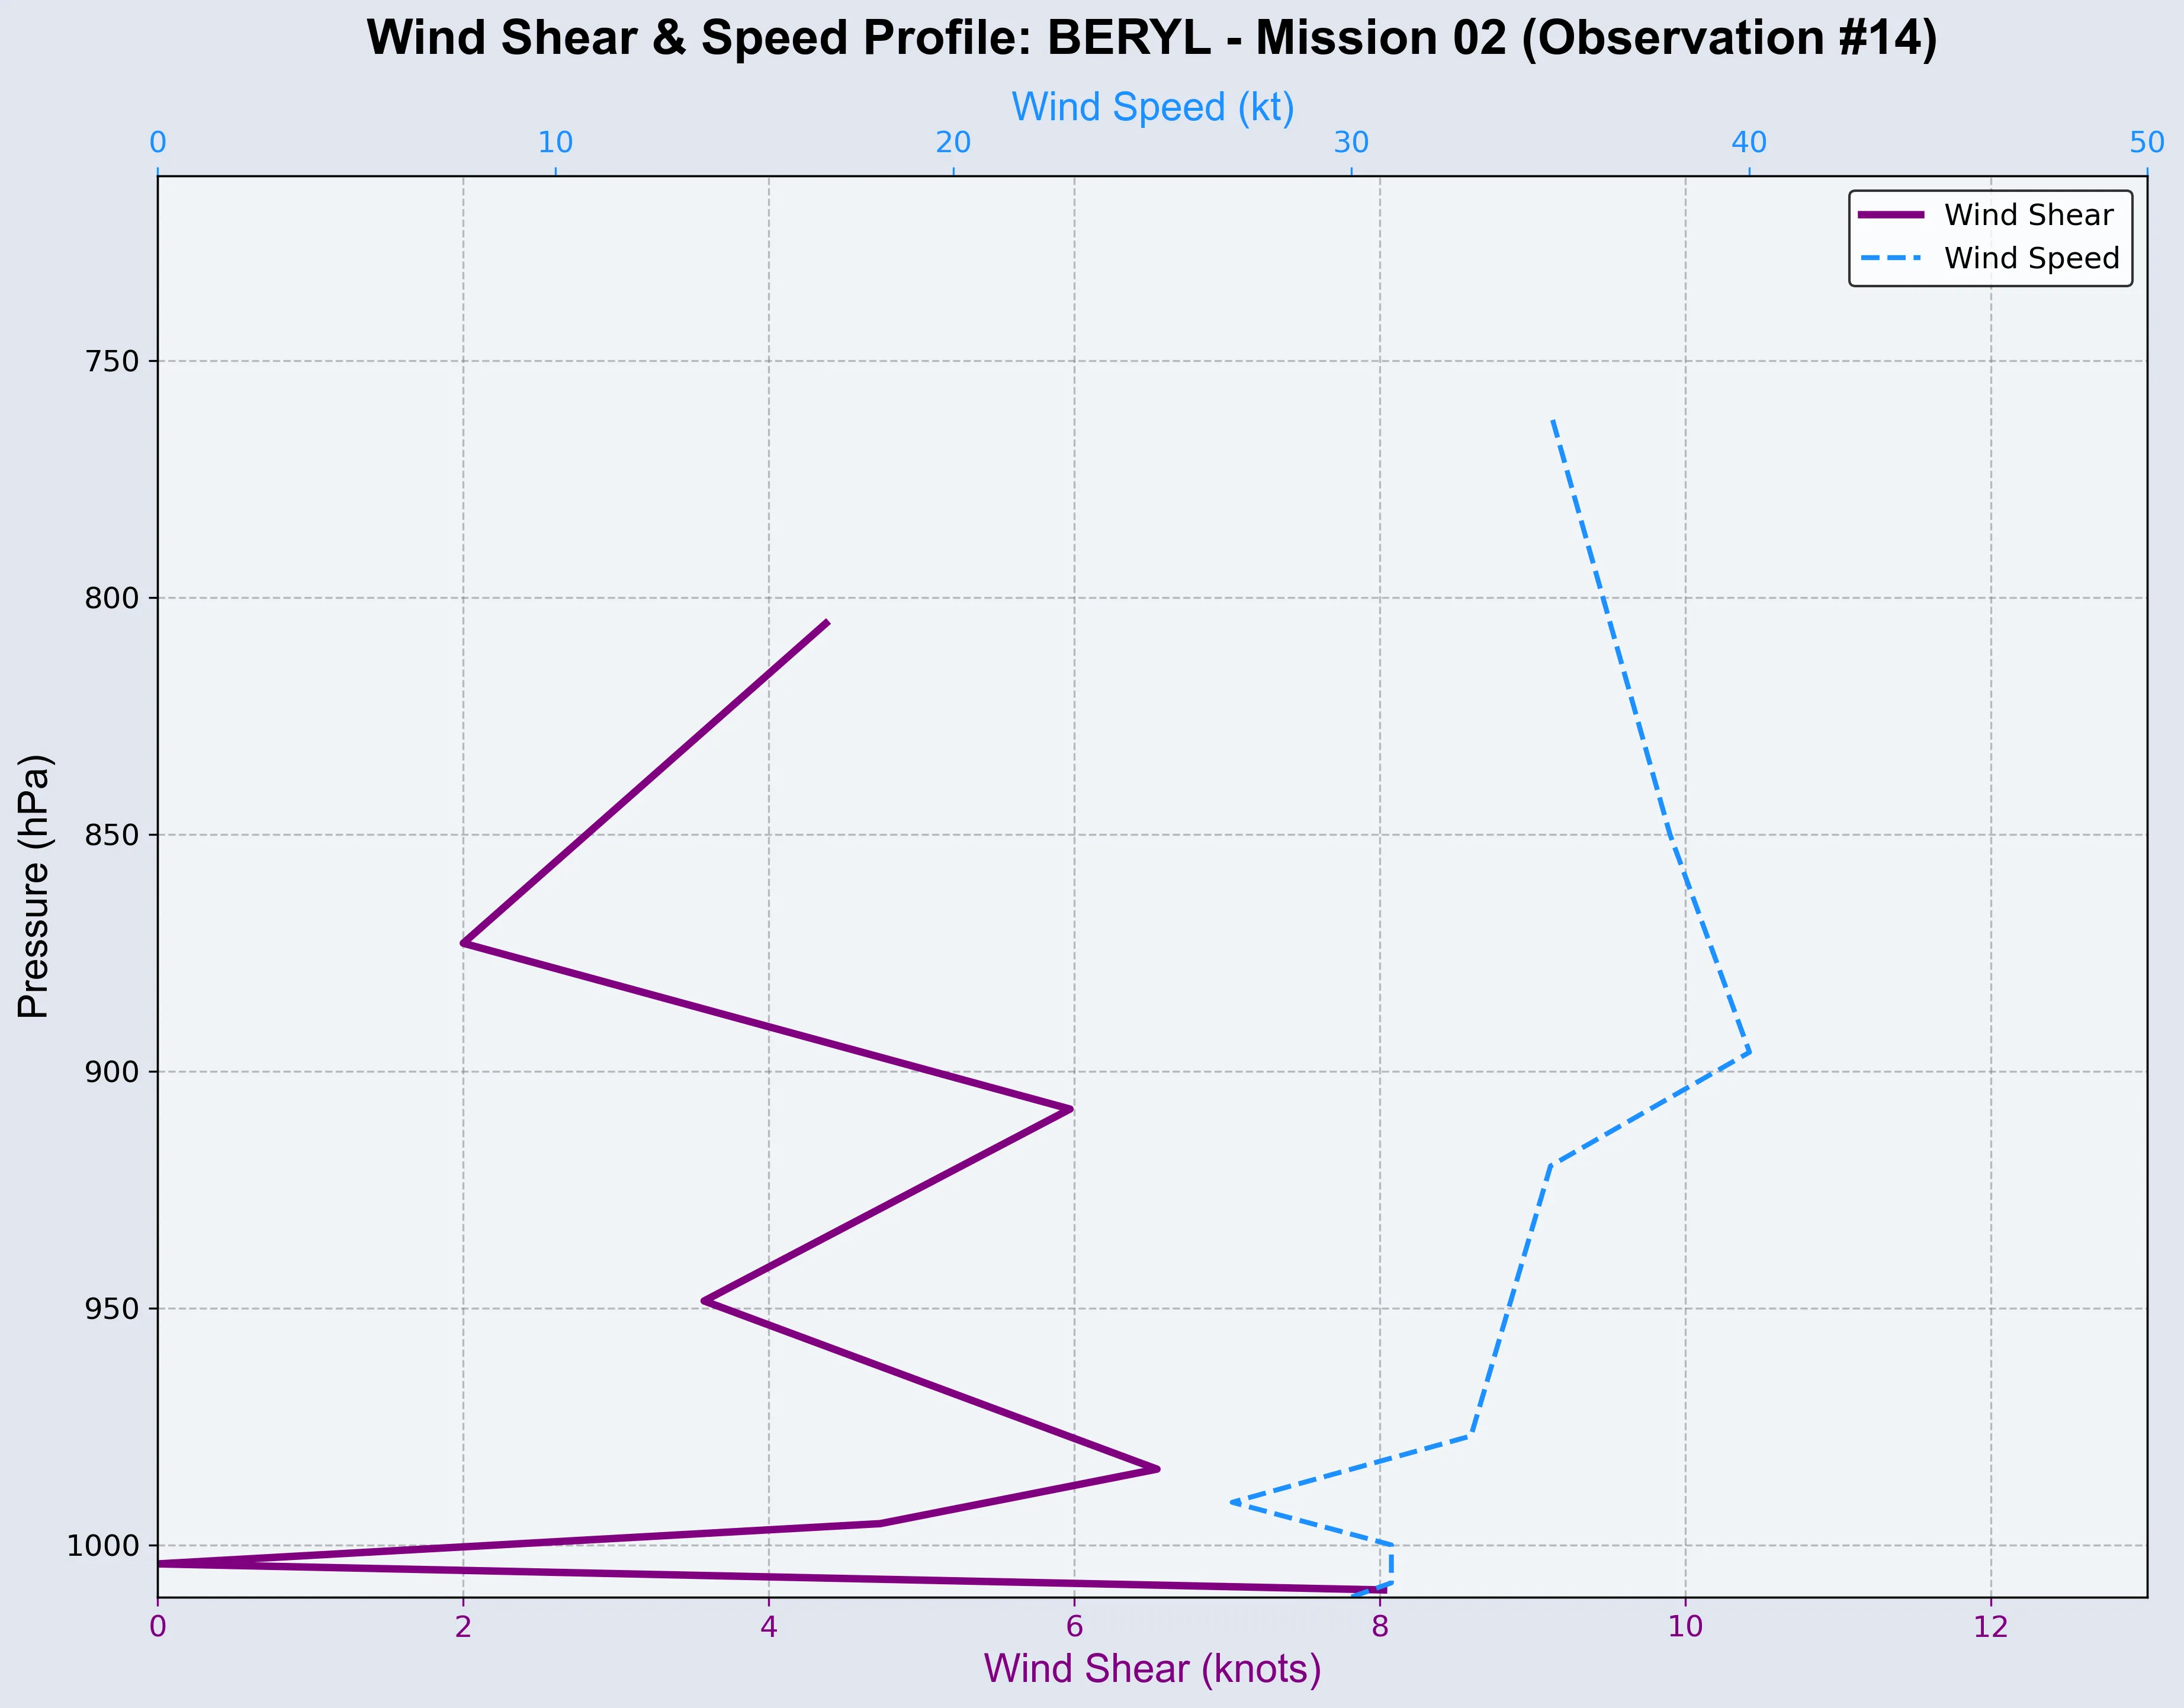 Wind Shear & Speed Profile: BERYL - Mission 02 (Observation #14)
Wind Speed (kt)
0 10 20 30 40 50
Wind Shear
Wind Speed
Pressure (hPa)
750
800
850
900
950
1000
0 2 4 6 8 10 12
Wind Shear (knots)